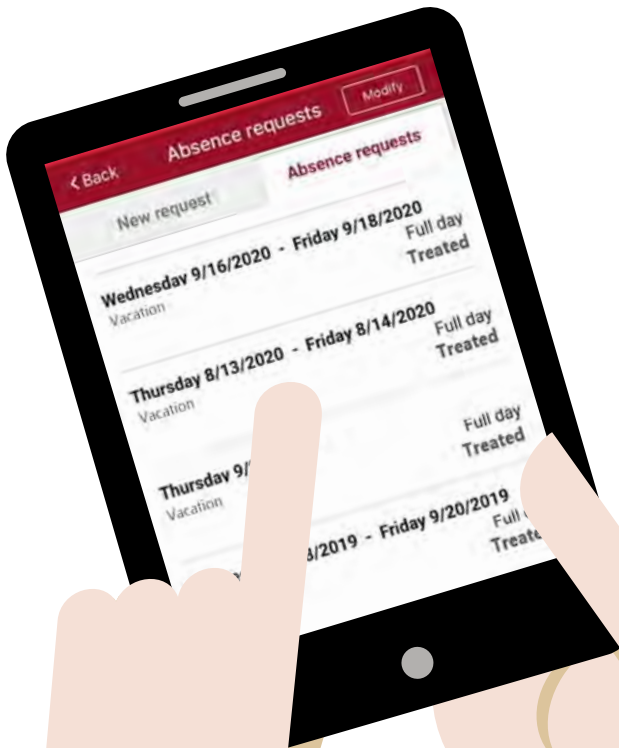 Back
Absence requests
Modify
New request
Absence requests
Wednesday 9/16/2020 - Friday 9/18/2020
Full day
Vacation
Treated
Thursday 8/13/2020 - Friday 8/14/2020
Full day
Vacation
Treated
Thursday
Full day
Vacation
Treated
/2019 - Friday 9/20/2019